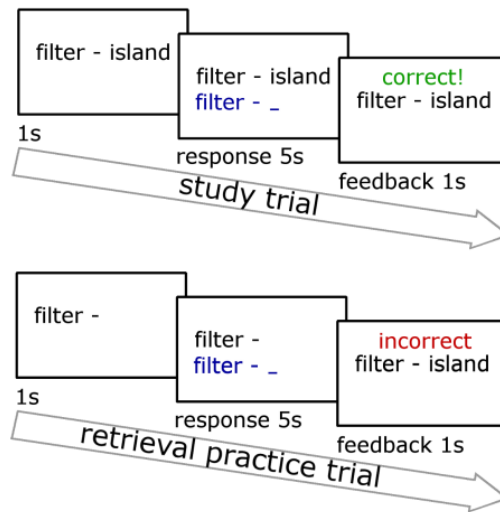 filter - island
1s
filter - island
filter - _
response 5s
correct!
filter - island
feedback 1s
study trial
filter -
1s
filter -
filter - _
response 5s
incorrect
filter - island
feedback 1s
retrieval practice trial